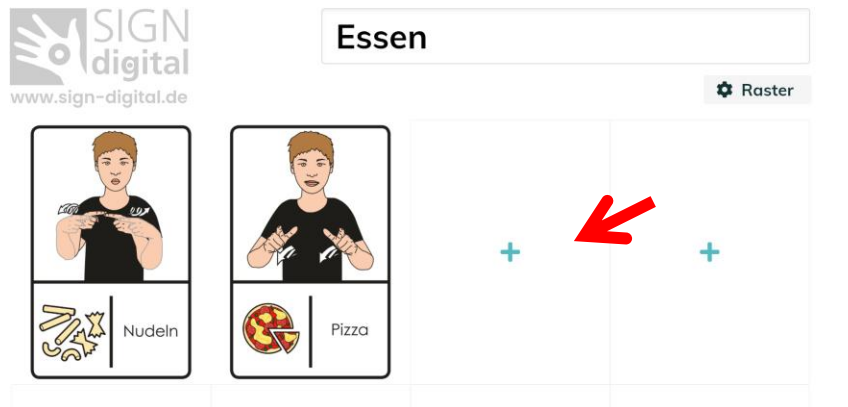 SIGN
digital
www.sign-digital.de
Essen
Raster
Nudeln
Pizza